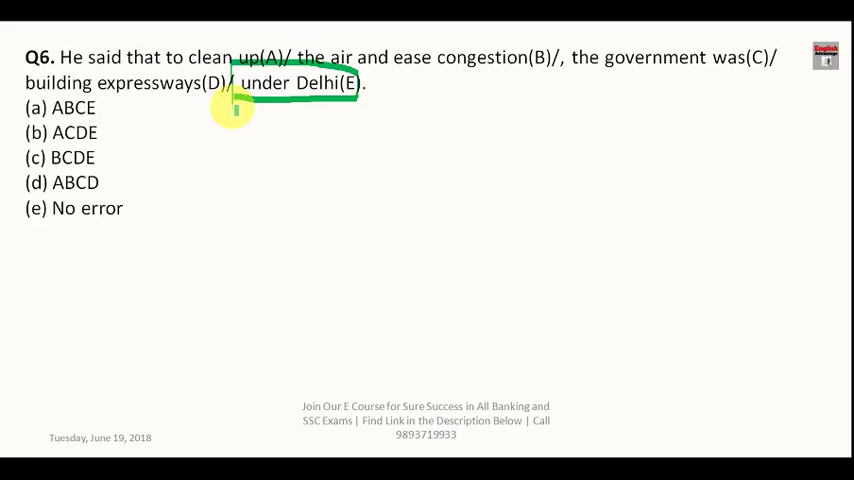 Q6. He said that to clean up(A)/ the air and ease congestion(B)/, the government was(C)/
building expressways(D)/ under Delhi(E).
(a) ABCE
(b) ACDE
(c) BCDE
(d) ABCD
(e) No error
English
Advantage
Join Our E Course for Sure Success in All Banking and
SSC Exams | Find Link in the Description Below | Call
9893719933
Tuesday, June 19, 2018